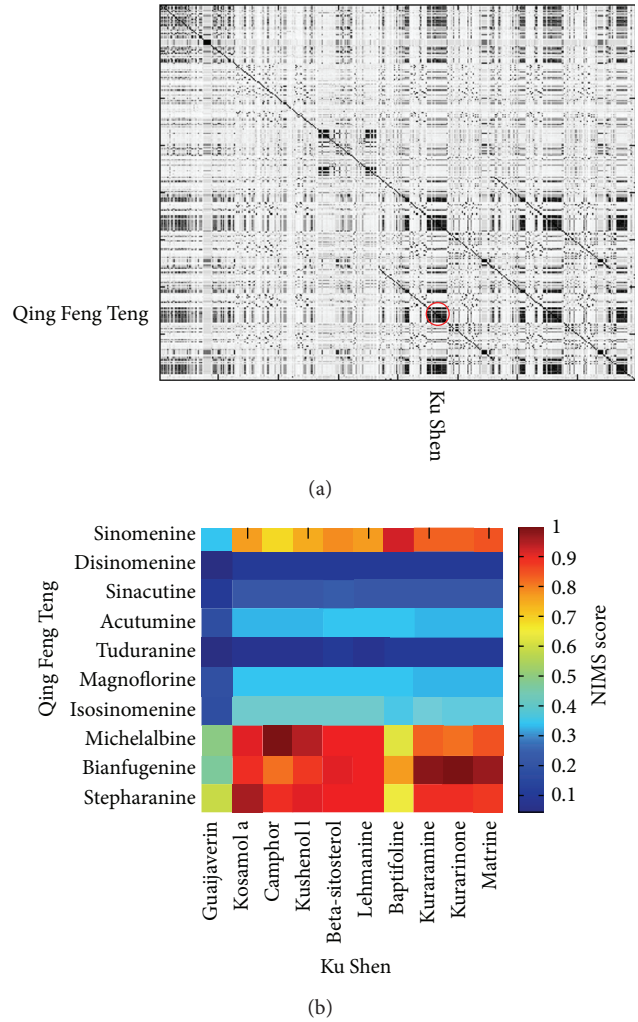 Qing Feng Teng
Ku Shen
(a)
Sinomenine
Disinomenine
Sinacutine
Acutumine
Tuduranine
Magnoflorine
Isosinomenine
Michelalbine
Bianfugenine
Stepharanine
Qing Feng Teng
Guaijaverin
Kosamol a
Camphor
Kushenol l
Beta-sitosterol
Lehmanine
Baptifoline
Kuraramine
Kurarinone
Matrine
Ku Shen
1
0.9
0.8
0.7
0.6
0.5
0.4
0.3
0.2
0.1
NIMS score
(b)